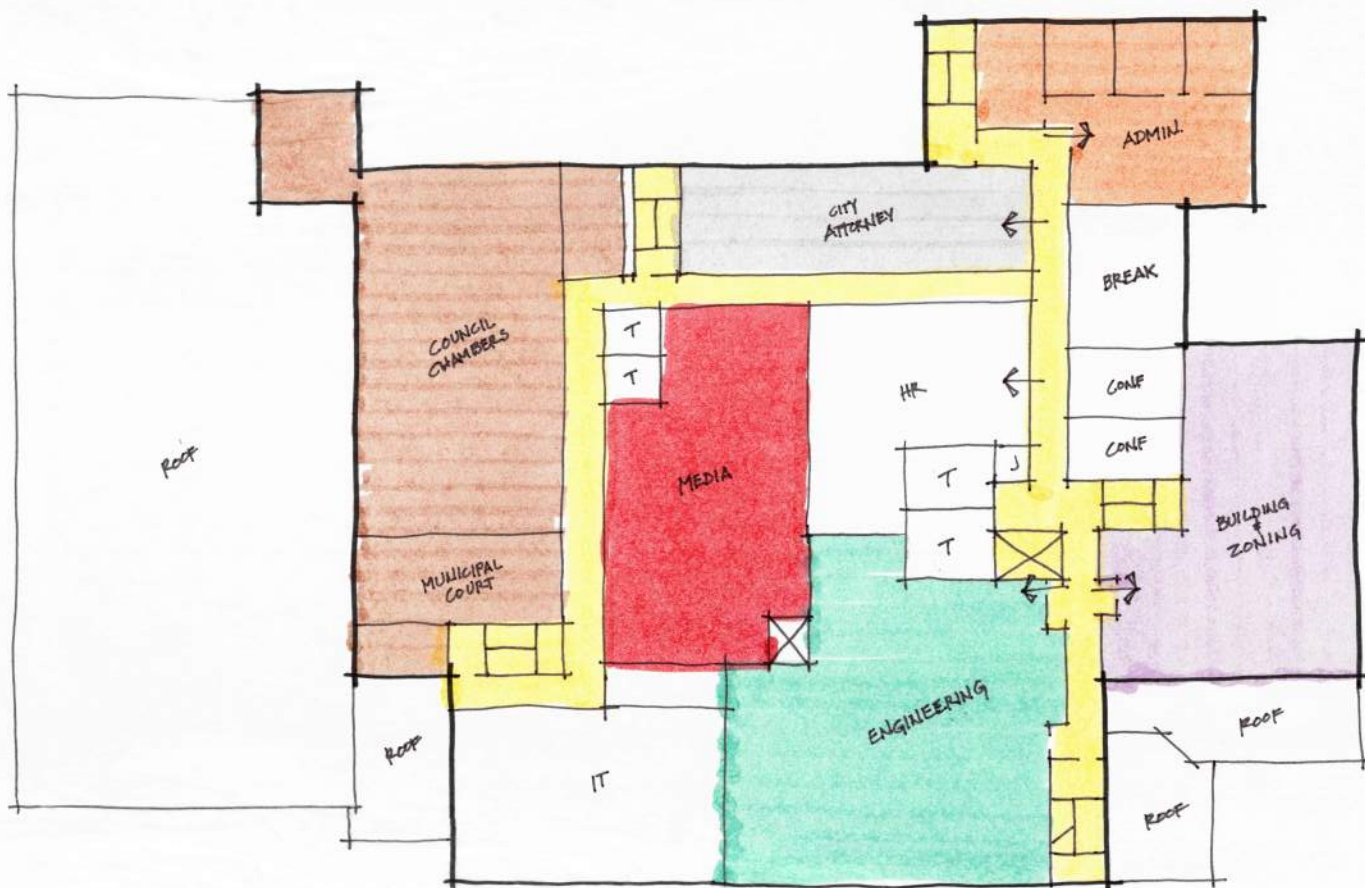 ADMIN.
CITY
ATTORNEY
BREAK
COUNCIL
CHAMBERS
T
T
CONF
HR
CONF
ROOF
MEDIA
T
J
T
BUILDING
&
ZONING
MUNICIPAL
COURT
ENGINEERING
ROOF
ROOF
IT
ROOF